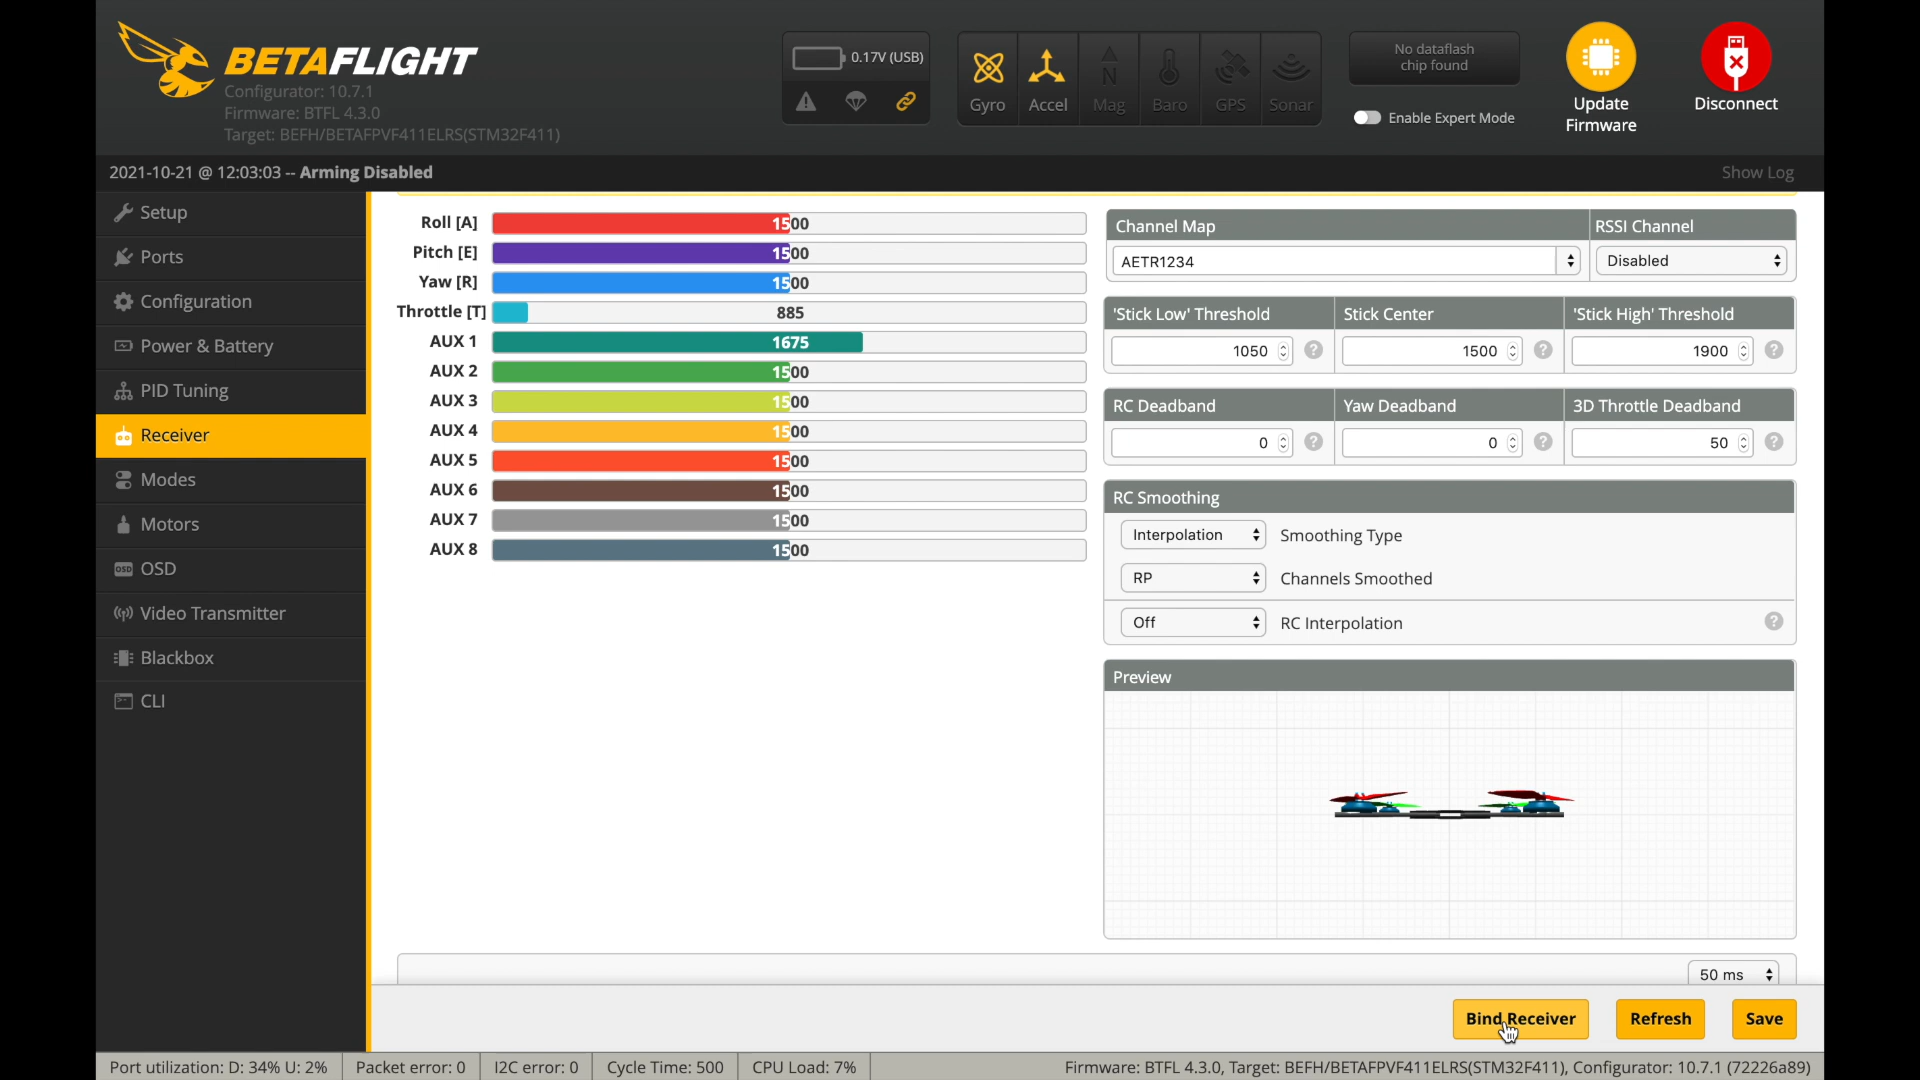 BETAFLIGHT
Configurator: 10.7.1
Firmware: BTFL 4.3.0
Target: BEFH/BETAFPVF411ELRS(STM32F411)
0.17V (USB)
Gyro
Accel
N
Mag
Baro
GPS
Sonar
No dataflash
chip found
Enable Expert Mode
Update
Firmware
Disconnect
2021-10-21 @ 12:03:03 -- Arming Disabled
Show Log
Setup
Ports
Configuration
Power & Battery
PID Tuning
Receiver
Modes
Motors
OSD OSD
Video Transmitter
Blackbox
CLI
Roll [A] 1500
Pitch [E] 1500
Yaw [R] 1500
Throttle [T] 885
AUX 1 1675
AUX 2 1500
AUX 3 1500
AUX 4 1500
AUX 5 1500
AUX 6 1500
AUX 7 1500
AUX 8 1500
Channel Map RSSI Channel
AETR1234 Disabled
'Stick Low' Threshold Stick Center 'Stick High' Threshold
1050 ? 1500 ? 1900 ?
RC Deadband Yaw Deadband 3D Throttle Deadband
0 ? 0 ? 50 ?
RC Smoothing
Interpolation Smoothing Type
RP Channels Smoothed
Off RC Interpolation ?
Preview
50 ms
Bind Receiver Refresh Save
Port utilization: D: 34% U: 2% Packet error: 0 I2C error: 0 Cycle Time: 500 CPU Load: 7% Firmware: BTFL 4.3.0, Target: BEFH/BETAFPVF411ELRS(STM32F411), Configurator: 10.7.1 (72226a89)